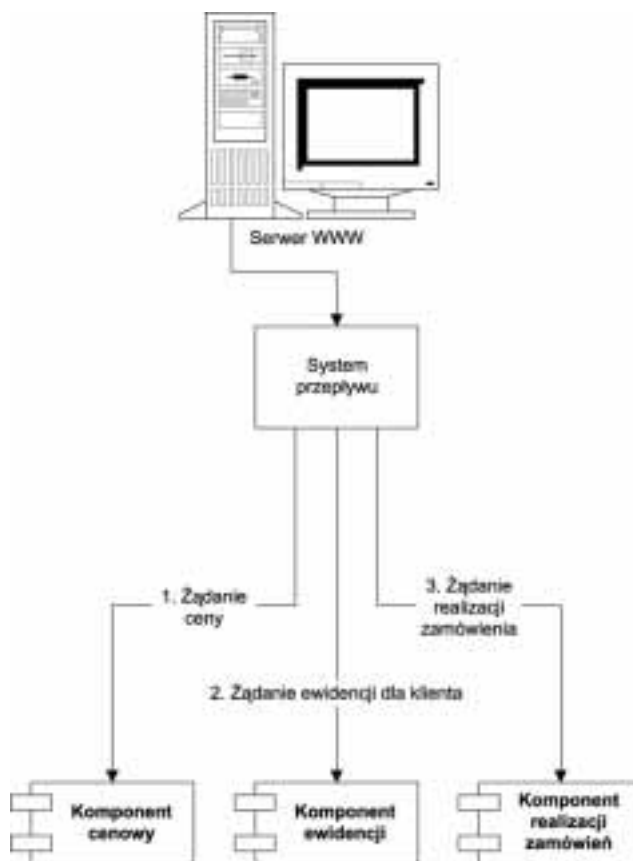 Serwer WWW
System
przepływu
1. Żądanie
ceny
3. Żądanie
realizacji
zamówienia
2. Żądanie ewidencji dla klienta
Komponent
cenowy
Komponent
ewidencji
Komponent
realizacji
zamówień